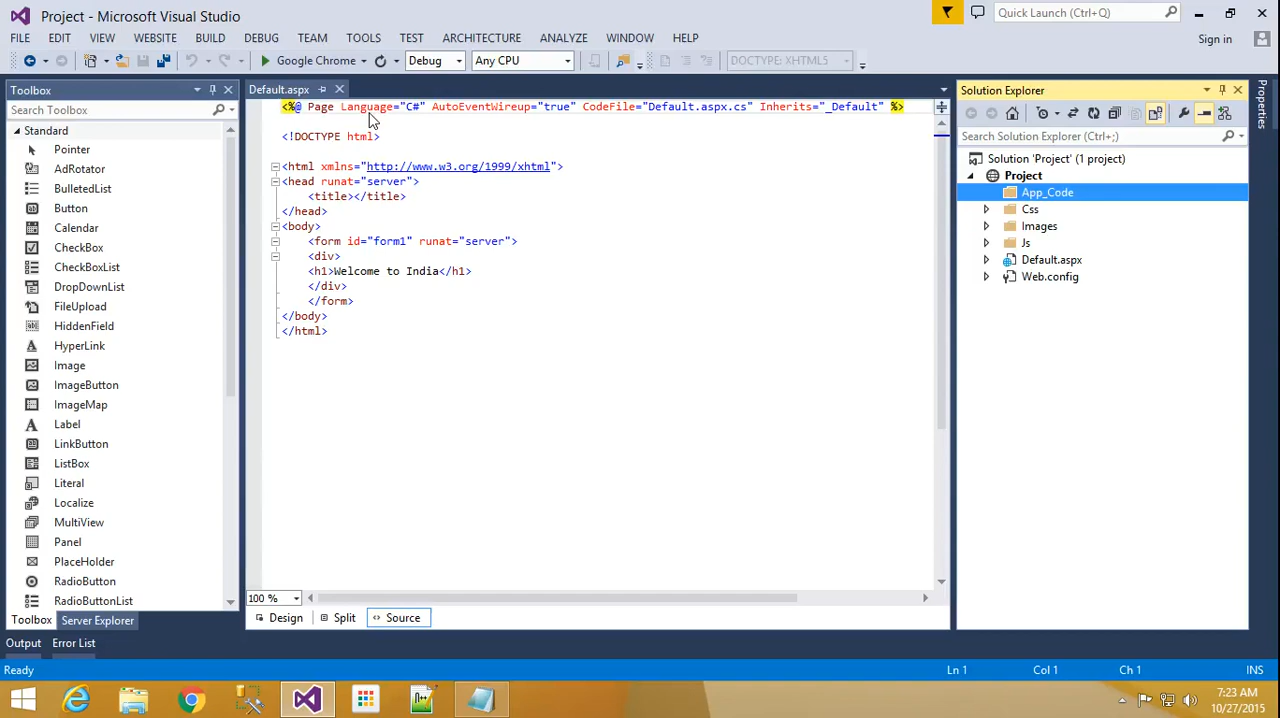 Project - Microsoft Visual Studio
Quick Launch (Ctrl+Q)
FILE EDIT VIEW WEBSITE BUILD DEBUG TEAM TOOLS TEST ARCHITECTURE ANALYZE WINDOW HELP
Sign in
Google Chrome Debug Any CPU DOCTYPE: XHTML5
Toolbox
Search Toolbox
Standard
Pointer
AdRotator
BulletedList
Button
Calendar
CheckBox
CheckBoxList
DropDownList
FileUpload
HiddenField
HyperLink
Image
ImageButton
ImageMap
Label
LinkButton
ListBox
Literal
Localize
MultiView
Panel
PlaceHolder
RadioButton
RadioButtonList
Toolbox Server Explorer
Default.aspx
<%@ Page Language="C#" AutoEventWireup="true" CodeFile="Default.aspx.cs" Inherits="_Default" %>
<!DOCTYPE html>
<html xmlns="http://www.w3.org/1999/xhtml">
<head runat="server">
<title></title>
</head>
<body>
<form id="form1" runat="server">
<div>
<h1>Welcome to India</h1>
</div>
</form>
</body>
</html>
100 %
Design Split Source
Solution Explorer
Search Solution Explorer (Ctrl+;)
Solution 'Project' (1 project)
Project
App_Code
Css
Images
Js
Default.aspx
Web.config
Properties
Output Error List
Ready Ln 1 Col 1 Ch 1 INS
7:23 AM
10/27/2015